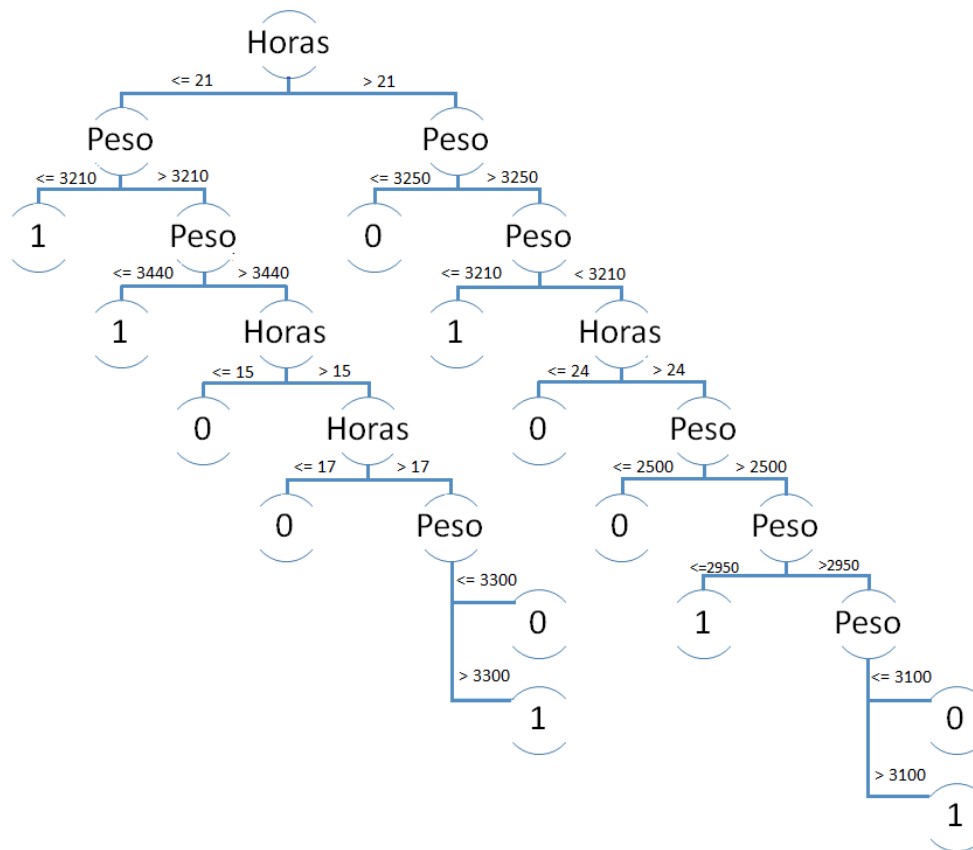 Horas
<= 21 > 21
Peso Peso
<= 3210 > 3210 <= 3250 > 3250
1 Peso 0 Peso
<= 3440 > 3440 <= 3210 < 3210
1 Horas 1 Horas
<= 15 > 15 <= 24 > 24
0 Horas 0 Peso
<= 17 > 17 <= 2500 > 2500
0 Peso 0 Peso
<=2950 >2950
<= 3300
0 1 Peso
<= 3100
> 3300
1 0
> 3100
1